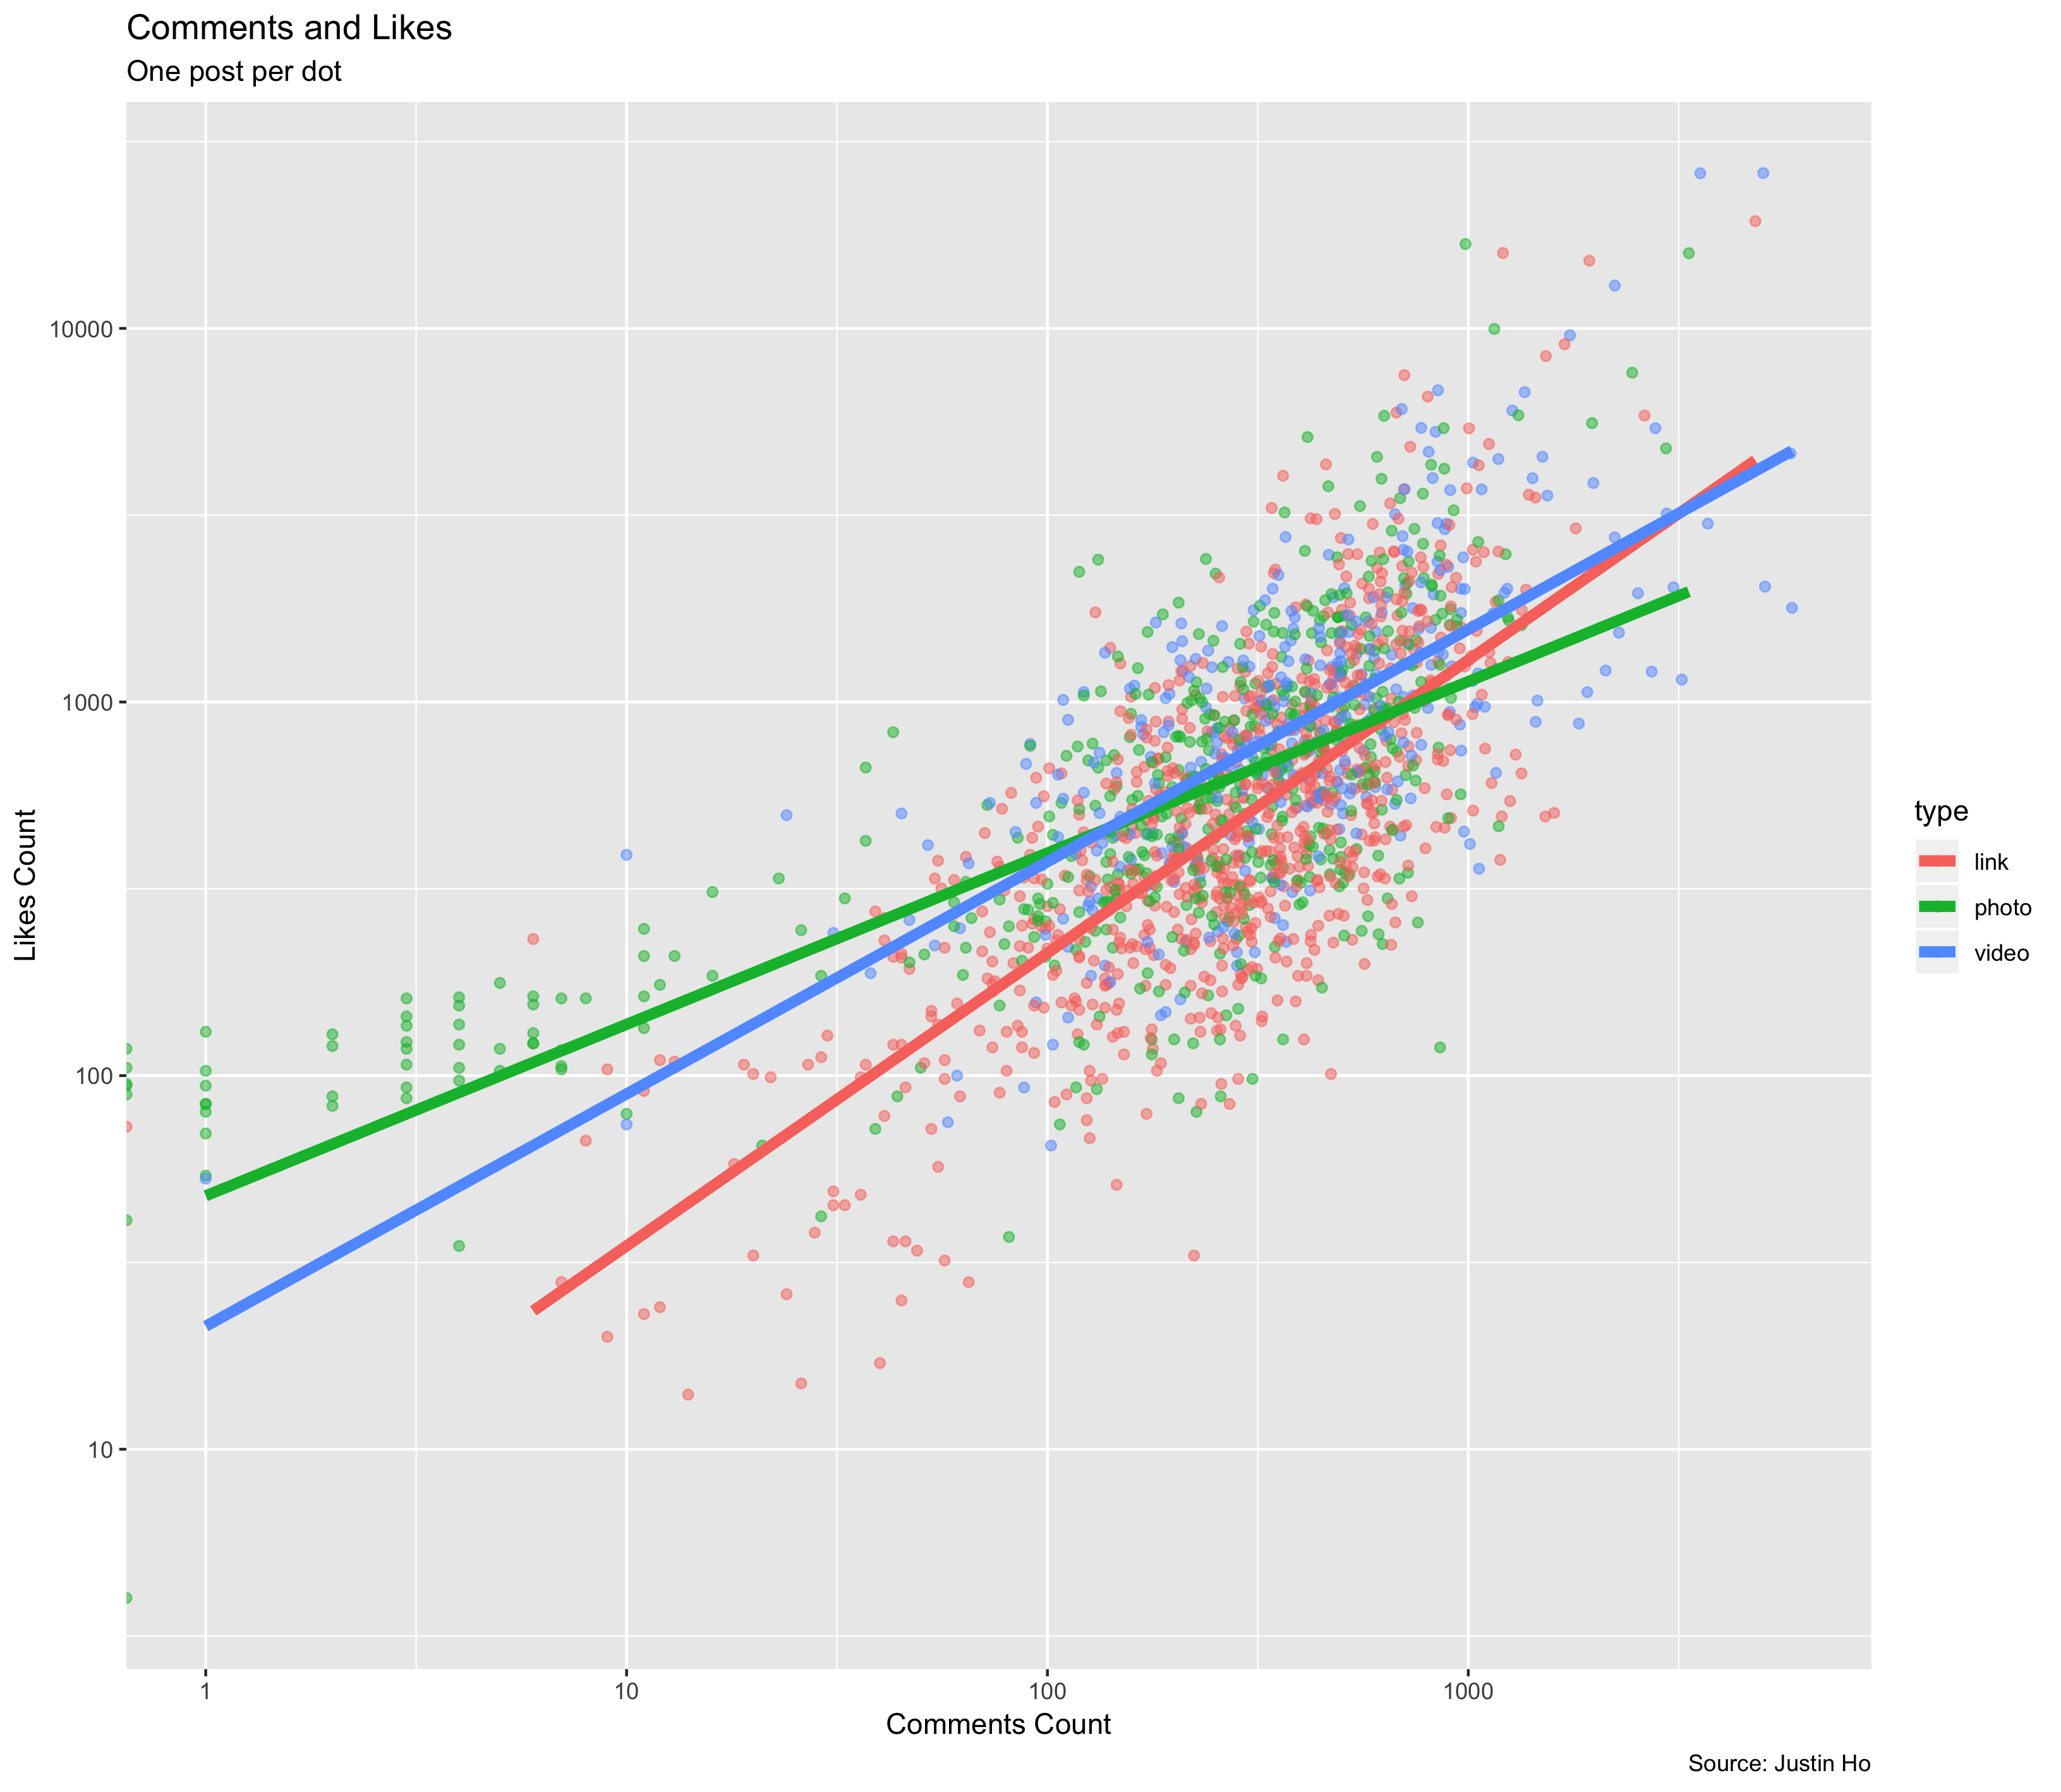 Comments and Likes
One post per dot
Likes Count
10000
1000
100
10
1 10 100 1000
Comments Count
type
link
photo
video
Source: Justin Ho